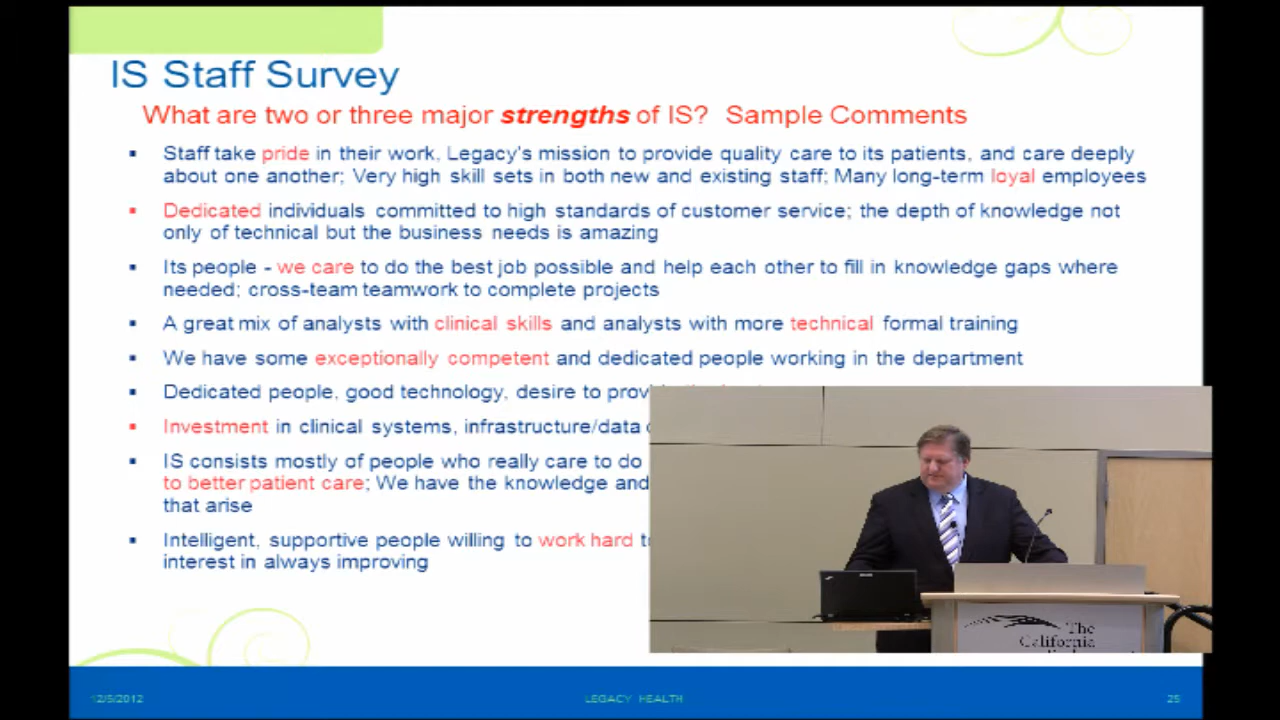 IS Staff Survey
What are two or three major strengths of IS? Sample Comments
▪ Staff take pride in their work, Legacy's mission to provide quality care to its patients, and care deeply
about one another; Very high skill sets in both new and existing staff; Many long-term loyal employees
▪ Dedicated individuals committed to high standards of customer service; the depth of knowledge not
only of technical but the business needs is amazing
▪ Its people - we care to do the best job possible and help each other to fill in knowledge gaps where
needed; cross-team teamwork to complete projects
▪ A great mix of analysts with clinical skills and analysts with more technical formal training
▪ We have some exceptionally competent and dedicated people working in the department
▪ Dedicated people, good technology, desire to
▪ Investment in clinical systems, infrastructure/data
▪ IS consists mostly of people who really care to do
to better patient care; We have the knowledge and
that arise
▪ Intelligent, supportive people willing to work hard
interest in always improving
The
California
12/5/2012
LEGACY HEALTH
25